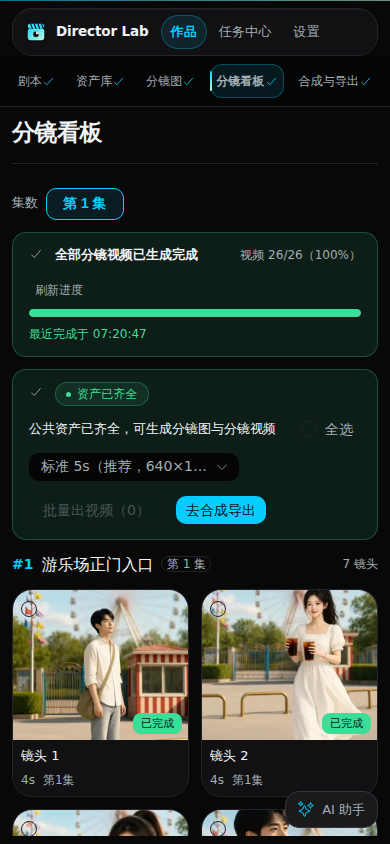 Director Lab 作品 任务中心 设置
剧本 资产库 分镜图 分镜看板 合成与导出
分镜看板
集数 第 1 集
全部分镜视频已生成完成 视频 26/26（100%）
刷新进度
最近完成于 07:20:47
资产已齐全
公共资产已齐全，可生成分镜图与分镜视频 全选
标准 5s（推荐，640×1…
批量出视频（0） 去合成导出
#1 游乐场正门入口 第 1 集 7 镜头
已完成 已完成
镜头 1 镜头 2
4s 第1集 4s 第1集
AI 助手